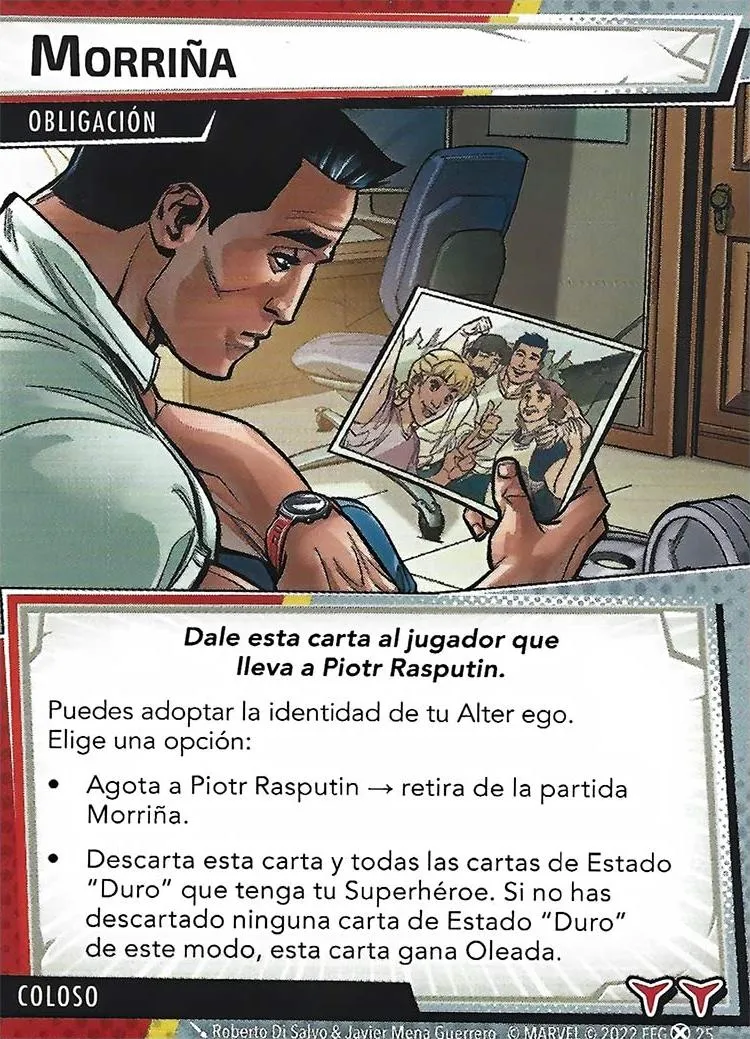 MORRIÑA
OBLIGACIÓN
Dale esta carta al jugador que
lleva a Piotr Rasputin.
Puedes adoptar la identidad de tu Alter ego.
Elige una opción:
• Agota a Piotr Rasputin → retira de la partida
Morriña.
• Descarta esta carta y todas las cartas de Estado
“Duro” que tenga tu Superhéroe. Si no has
descartado ninguna carta de Estado “Duro”
de este modo, esta carta gana Oleada.
COLOSO
Roberto Di Salvo & Javier Mena Guerrero © MARVEL © 2022 FFG 25